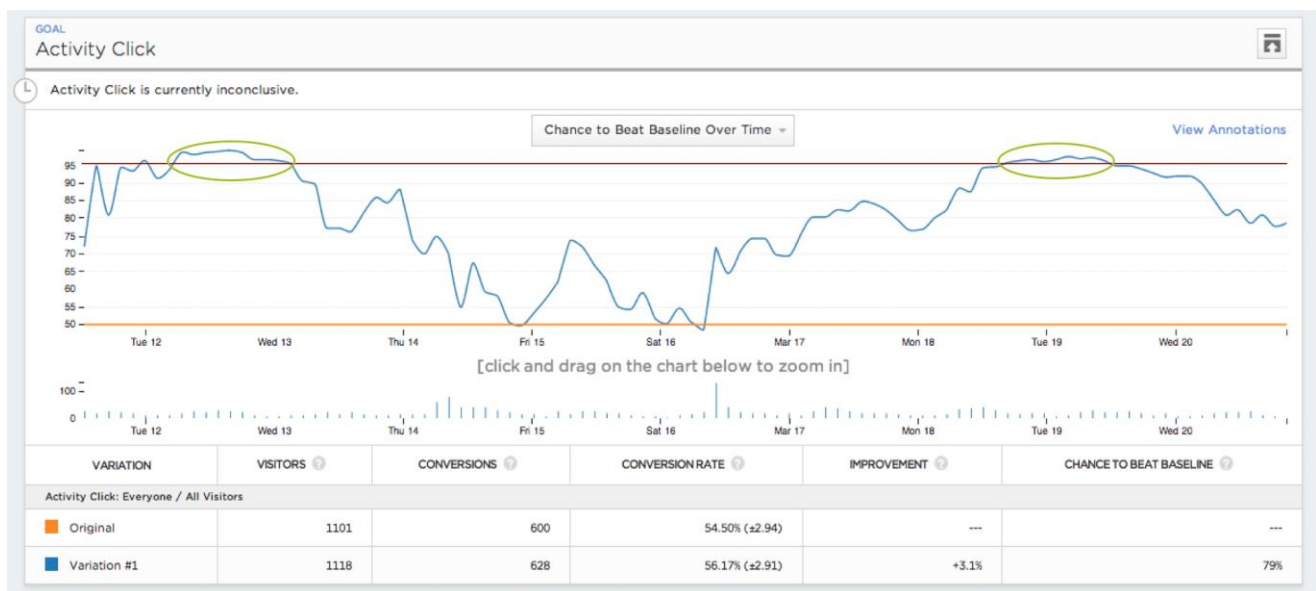 GOAL
Activity Click
Activity Click is currently inconclusive.
Chance to Beat Baseline Over Time
View Annotations
95
90
85
80
75
70
65
60
55
50
Tue 12 Wed 13 Thu 14 Fri 15 Sat 16 Mar 17 Mon 18 Tue 19 Wed 20
[click and drag on the chart below to zoom in]
100
0
Tue 12 Wed 13 Thu 14 Fri 15 Sat 16 Mar 17 Mon 18 Tue 19 Wed 20
VARIATION VISITORS ? CONVERSIONS ? CONVERSION RATE ? IMPROVEMENT ? CHANCE TO BEAT BASELINE ?
Activity Click: Everyone / All Visitors
Original 1101 600 54.50% (±2.94) --- ---
Variation #1 1118 628 56.17% (±2.91) +3.1% 79%